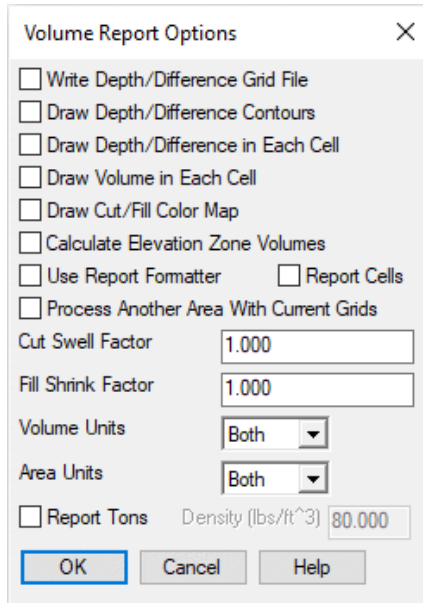 Volume Report Options
Write Depth/Difference Grid File
Draw Depth/Difference Contours
Draw Depth/Difference in Each Cell
Draw Volume in Each Cell
Draw Cut/Fill Color Map
Calculate Elevation Zone Volumes
Use Report Formatter Report Cells
Process Another Area With Current Grids
Cut Swell Factor 1.000
Fill Shrink Factor 1.000
Volume Units Both
Area Units Both
Report Tons Density (lbs/ft^3) 80.000
OK Cancel Help